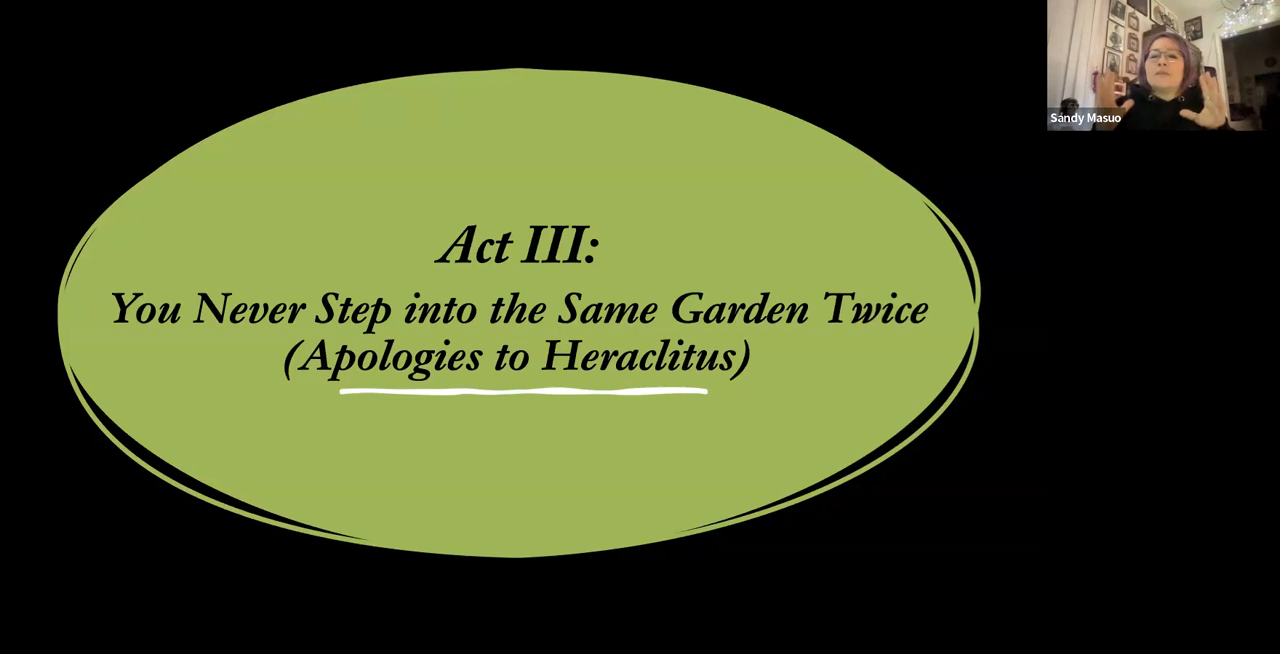 Sandy Masuo
Act III:
You Never Step into the Same Garden Twice
(Apologies to Heraclitus)